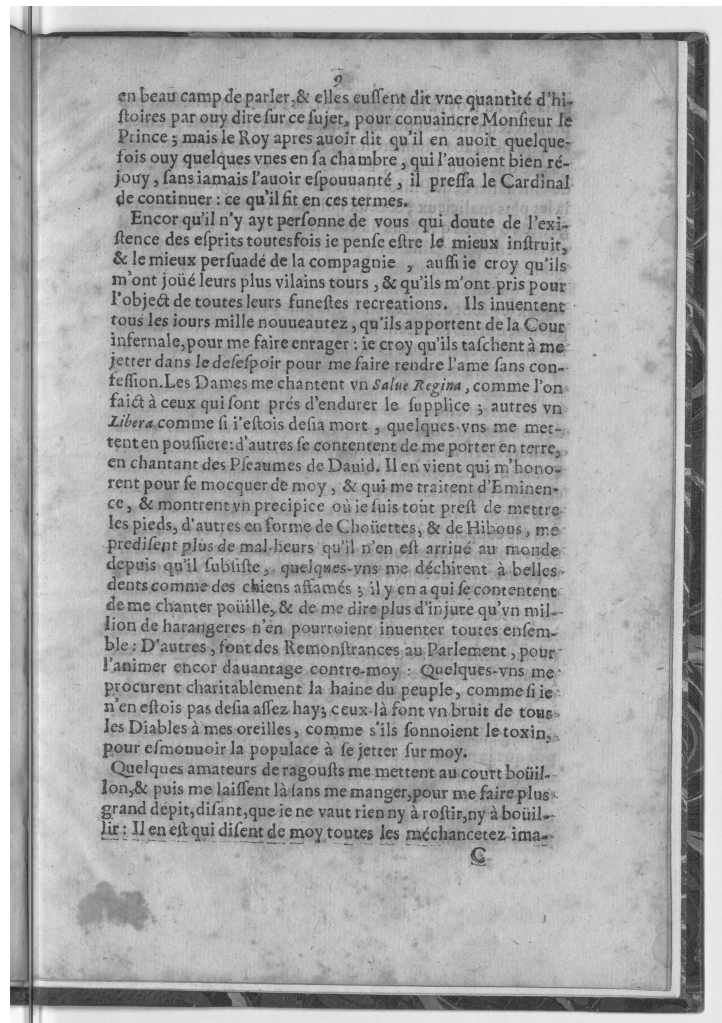 9
en beau camp de parler, & elles euſſent dit vne quantité d'hi-
ſtoires par ouy dire ſur ce ſujet, pour conuaincre Monſieur le
Prince ; mais le Roy apres auoir dit qu'il en auoit quelque-
fois ouy quelques vnes en ſa chambre, qui l'auoient bien ré-
jouy, ſans iamais l'auoir eſpouuanté, il preſſa le Cardinal
de continuer : ce qu'il fit en ces termes.
Encor qu'il n'y ayt perſonne de vous qui doute de l'exi-
ſtence des eſprits toutesfois ie penſe eſtre le mieux inſtruit,
& le mieux perſuadé de la compagnie, auſſi ie croy qu'ils
m'ont joüé leurs plus vilains tours, & qu'ils m'ont pris pour
l'object de toutes leurs funeſtes recreations. Ils inuentent
tous les iours mille nouueautez, qu'ils apportent de la Cour
infernale, pour me faire enrager : ie croy qu'ils taſchent à me
jetter dans le deſeſpoir pour me faire rendre l'ame ſans con-
feſſion. Les Dames me chantent vn Salue Regina, comme l'on
faict à ceux qui ſont prés d'endurer le ſupplice ; autres vn
Libera comme ſi i'eſtois deſia mort, quelques-vns me met-
tent en pouſſiere : d'autres ſe contentent de me porter en terre,
en chantant des Pſeaumes de Dauid. Il en vient qui m'hono-
rent pour ſe mocquer de moy, & qui me traitent d'Eminen-
ce, & montrent vn precipice où ie ſuis tout preſt de mettre
les pieds, d'autres en forme de Choüettes, & de Hibous, me
prediſent plus de mal-heurs qu'il n'en eſt arriué au monde
depuis qu'il ſubſiſte, quelques-vns me déchirent à belles
dents comme des chiens affamés ; il y en a qui ſe contentent
de me chanter poüille, & de me dire plus d'injure qu'vn mil-
lion de harangeres n'en pourroient inuenter toutes enſem-
ble : D'autres, font des Remonſtrances au Parlement, pour
l'animer encor dauantage contre-moy : Quelques-vns me
procurent charitablement la haine du peuple, comme ſi ie
n'en eſtois pas deſia aſſez hay ; ceux-là font vn bruit de tous
les Diables à mes oreilles, comme s'ils ſonnoient le toxin,
pour eſmouuoir la populace à ſe jetter ſur moy.
Quelques amateurs de ragouſts me mettent au court boüil-
lon, & puis me laiſſent là ſans me manger, pour me faire plus
grand dépit, diſant, que ie ne vaut rien ny à roſtir, ny à boüil-
lir : Il en eſt qui diſent de moy toutes les méchancetez ima-
C